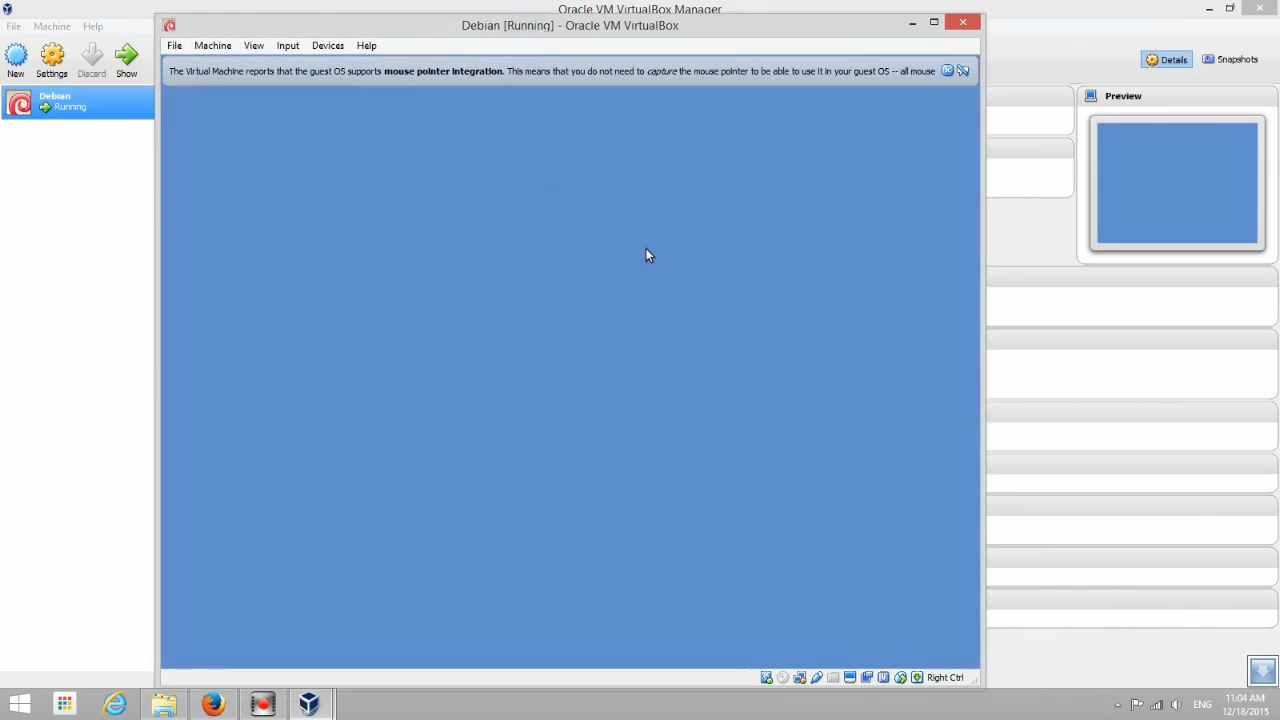 Oracle VM VirtualBox Manager
File Machine Help
New Settings Discard Show
Debian
Running
Debian [Running] - Oracle VM VirtualBox
File Machine View Input Devices Help
The Virtual Machine reports that the guest OS supports mouse pointer integration. This means that you do not need to capture the mouse pointer to be able to use it in your guest OS -- all mouse
Details Snapshots
Preview
Right Ctrl
ENG
11:04 AM
12/18/2015